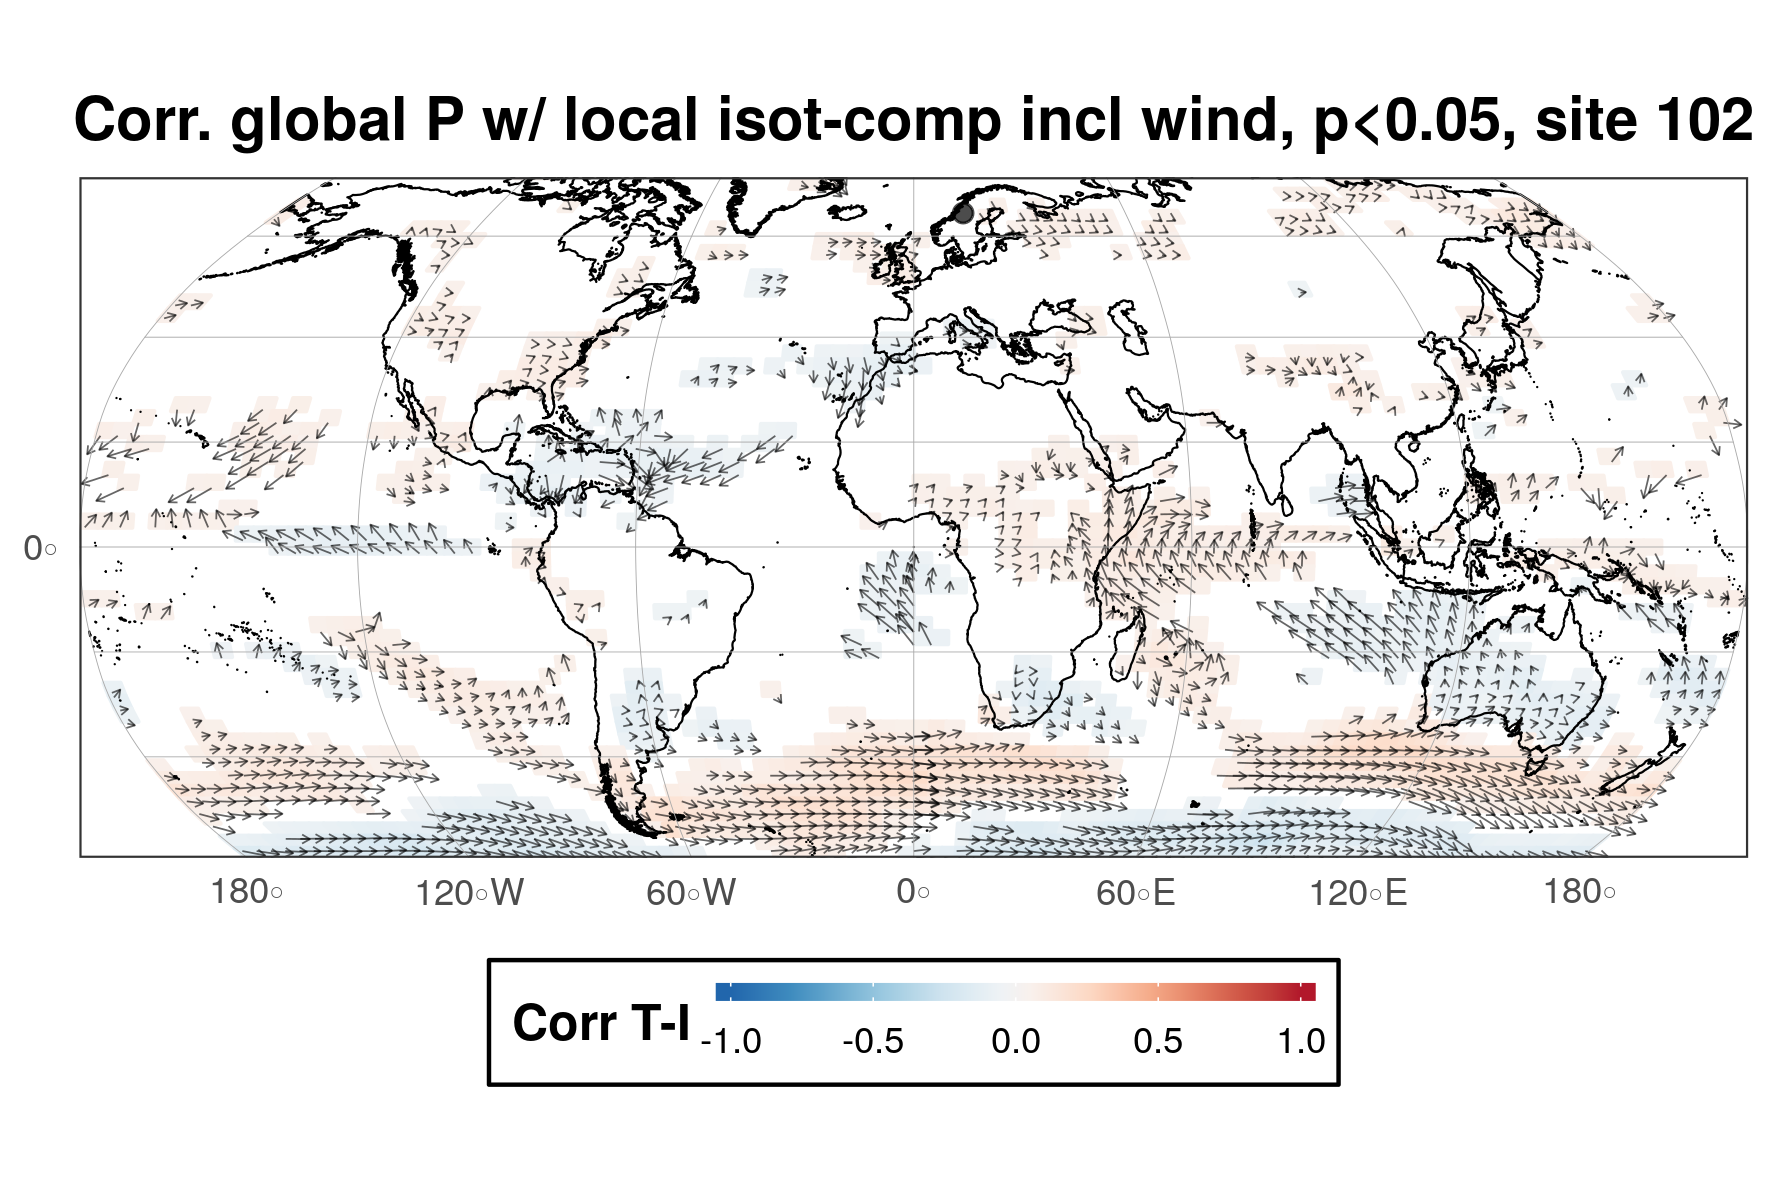 Corr. global P w/ local isot-comp incl wind, p<0.05, site 102
0°
180° 120°W 60°W 0° 60°E 120°E 180°
Corr T-I
-1.0 -0.5 0.0 0.5 1.0